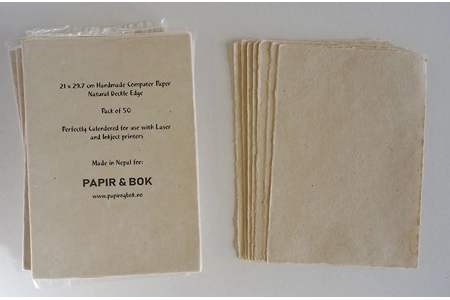 21 x 29.7 cm Handmade Computer Paper
Natural Deckle Edge
Pack of 50
Perfectly Calendered for use with Laser
and Inkjet printers
Made in Nepal for:
PAPIR & BOK
www.papirogbok.no